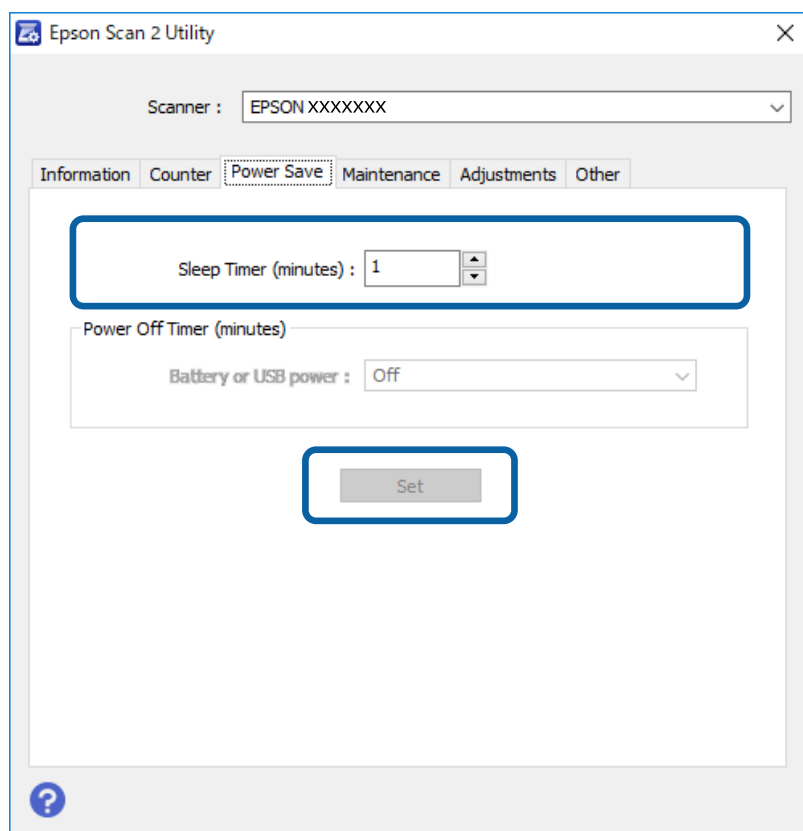 Epson Scan 2 Utility
Scanner : EPSON XXXXXXX
Information Counter Power Save Maintenance Adjustments Other
Sleep Timer (minutes) : 1
Power Off Timer (minutes)
Battery or USB power : Off
Set
?